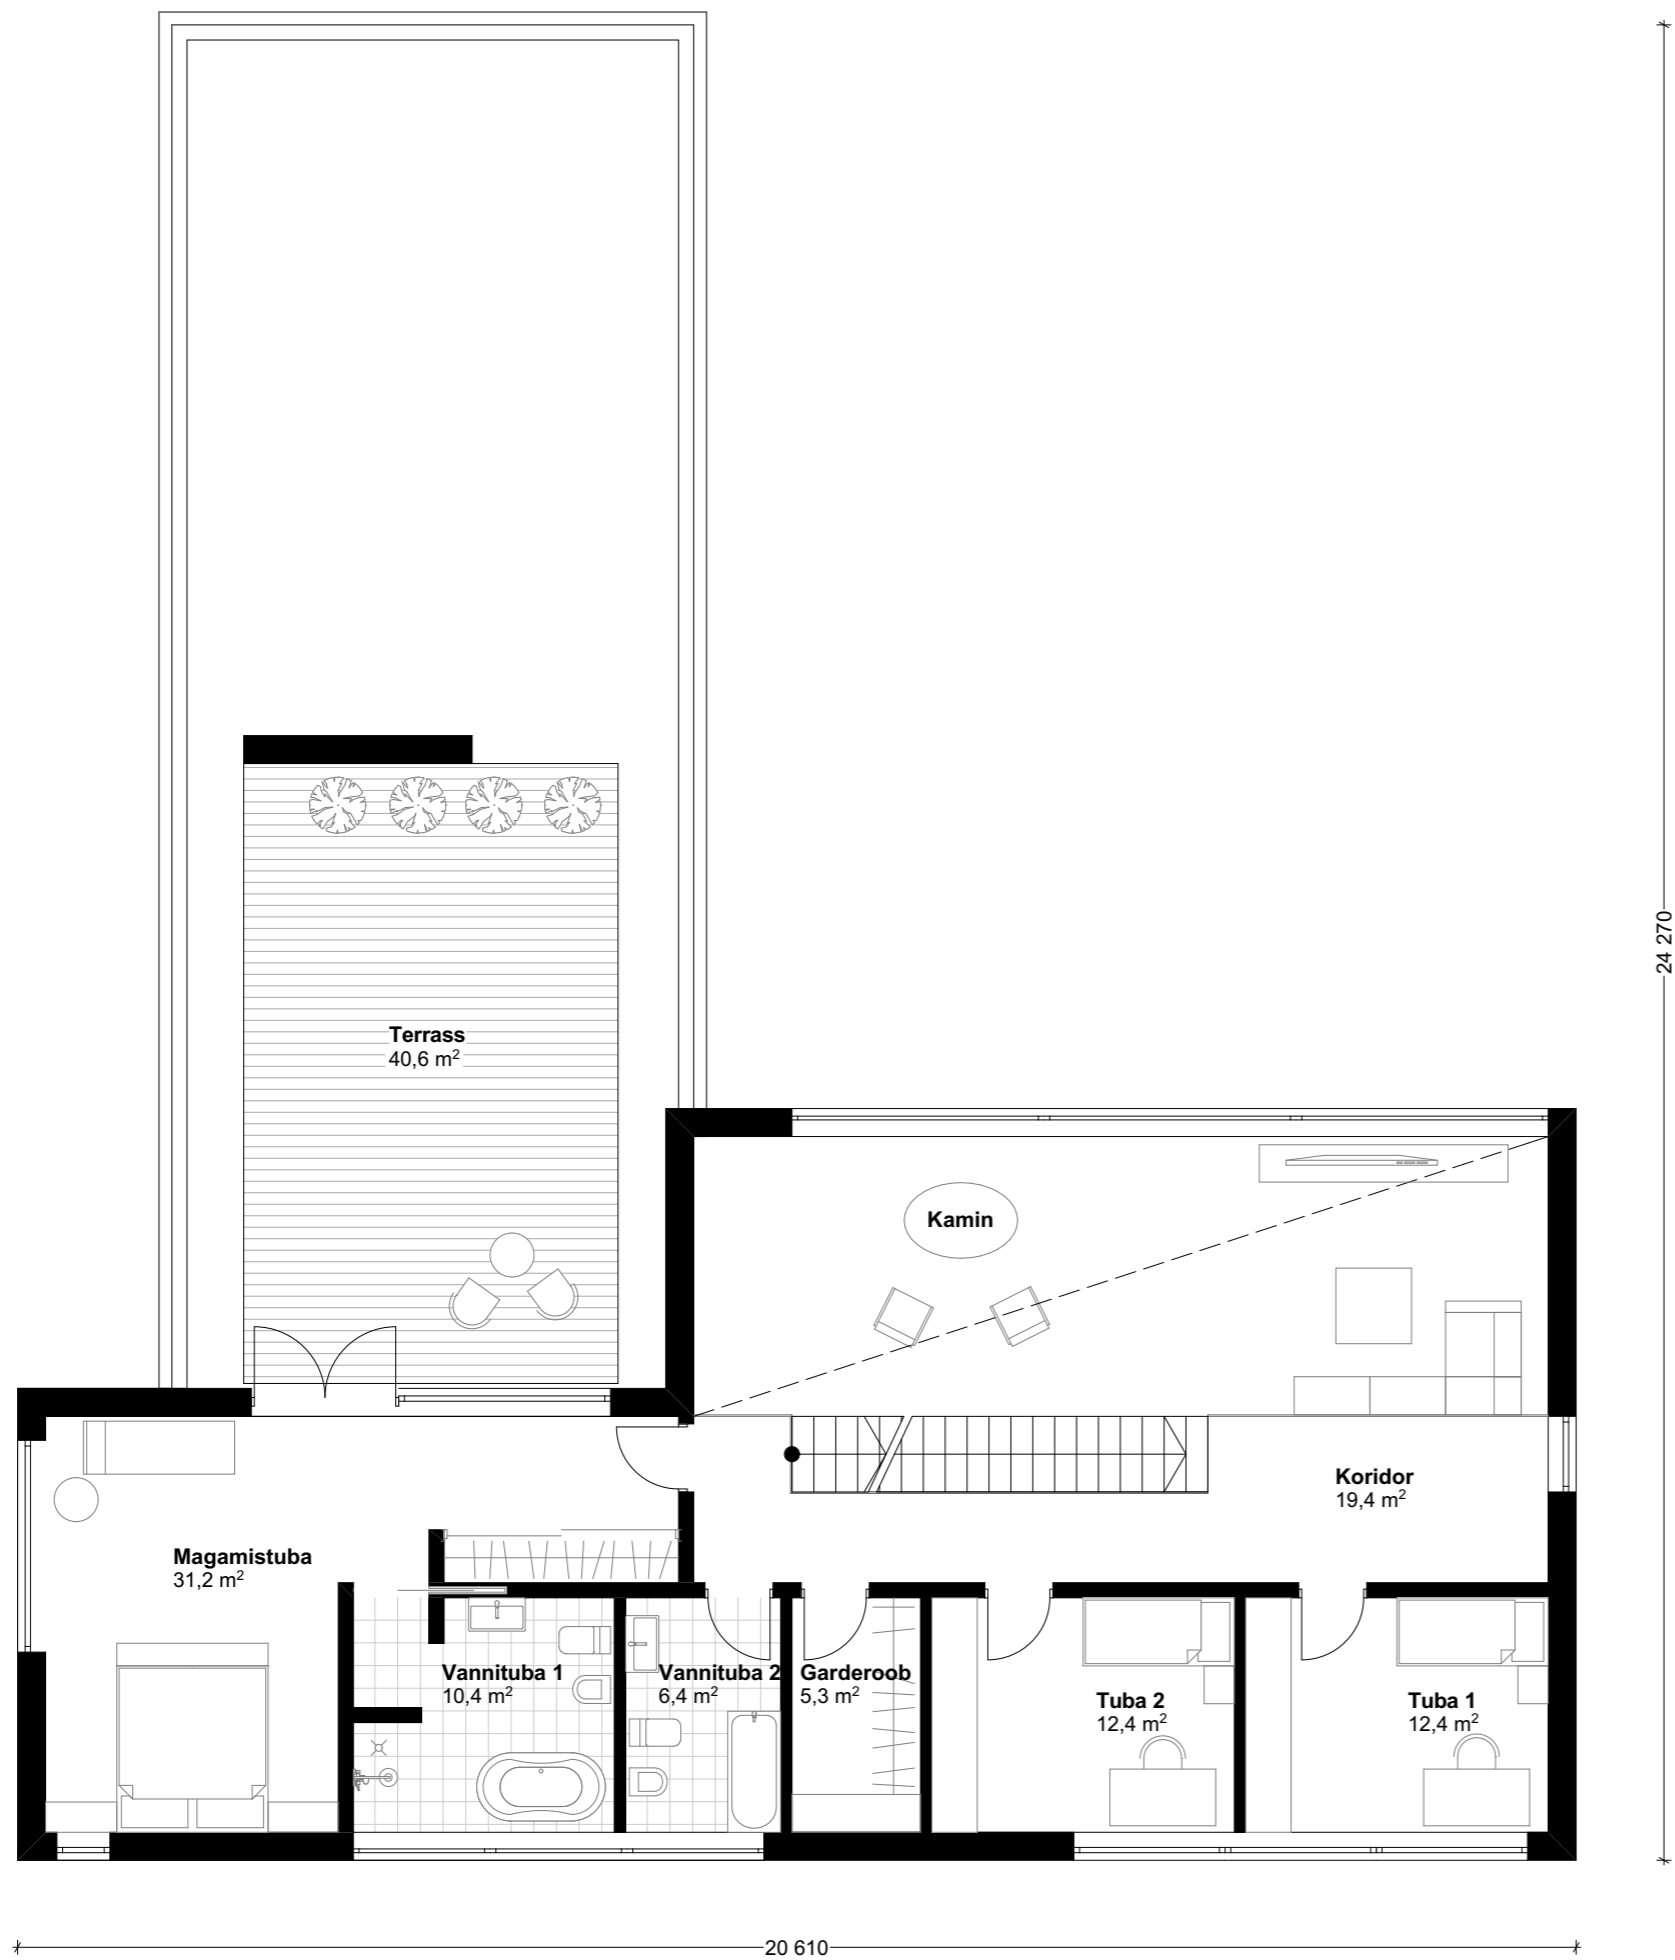 24 270
Terrass
40,6 m²
Kamin
Koridor
19,4 m²
Magamistuba
31,2 m²
Vannituba 1
10,4 m²
Vannituba 2
6,4 m²
Garderoob
5,3 m²
Tuba 2
12,4 m²
Tuba 1
12,4 m²
20 610